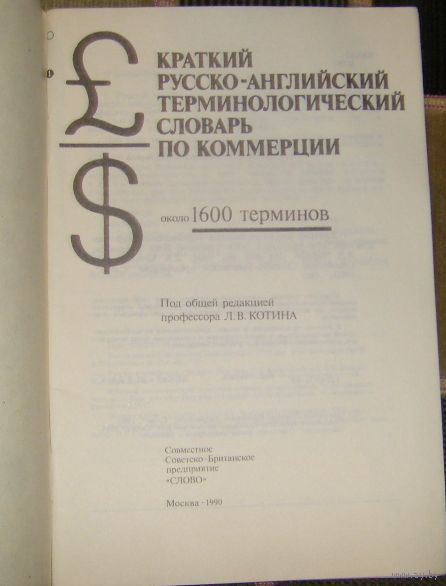 £
$
КРАТКИЙ
РУССКО-АНГЛИЙСКИЙ
ТЕРМИНОЛОГИЧЕСКИЙ
СЛОВАРЬ
ПО КОММЕРЦИИ
около 1600 терминов
Под общей редакцией
профессора Л. В. КОТИНА
Совместное
Советско-Британское
предприятие
«СЛОВО»
Москва - 1990